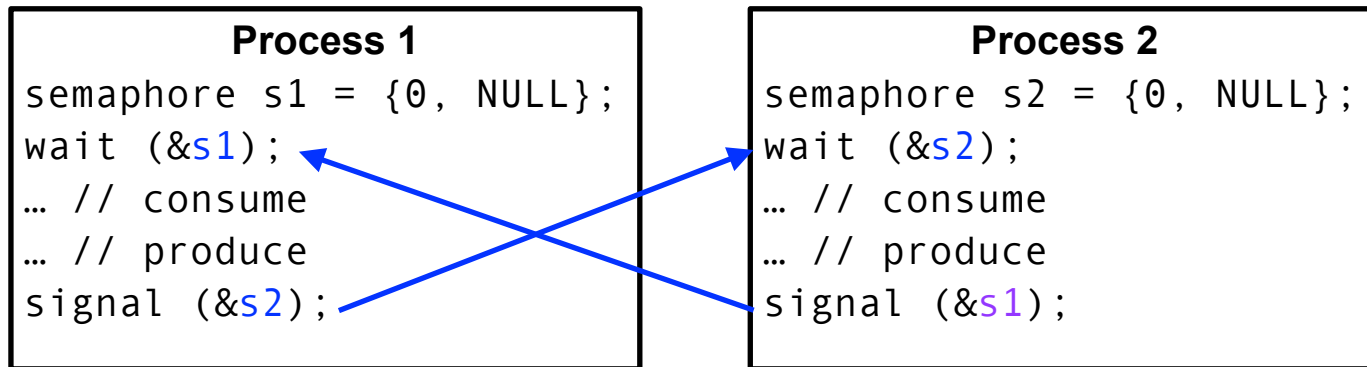 Process 1
semaphore s1 = {0, NULL};
wait (&s1);
… // consume
… // produce
signal (&s2);
Process 2
semaphore s2 = {0, NULL};
wait (&s2);
… // consume
… // produce
signal (&s1);